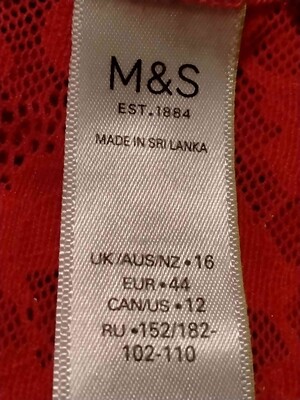 M&S
EST. 1884
MADE IN SRI LANKA
UK/AUS/NZ • 16
EUR • 44
CAN/US • 12
RU • 152/182-
102-110